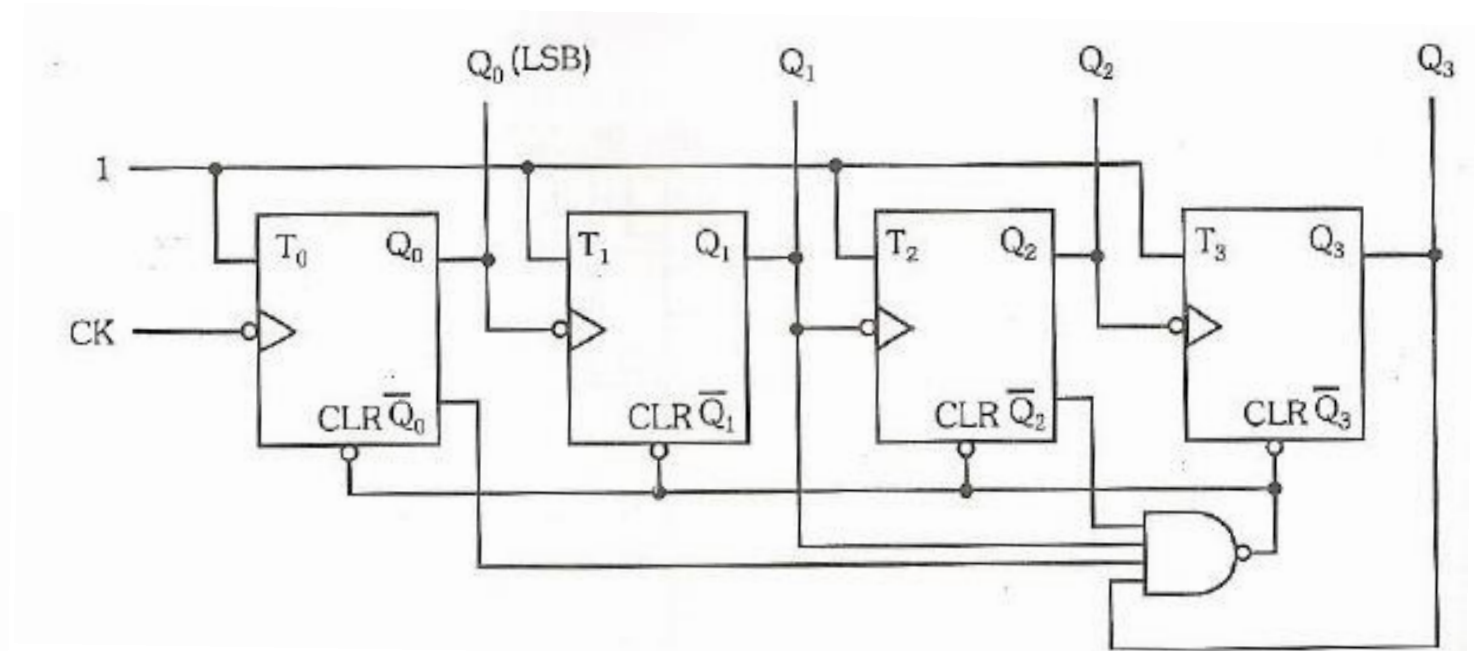 Q₀ (LSB) Q₁ Q₂ Q₃
1
T₀ Q₀ T₁ Q₁ T₂ Q₂ T₃ Q₃
CK
CLR Q̅₀ CLR Q̅₁ CLR Q̅₂ CLR Q̅₃